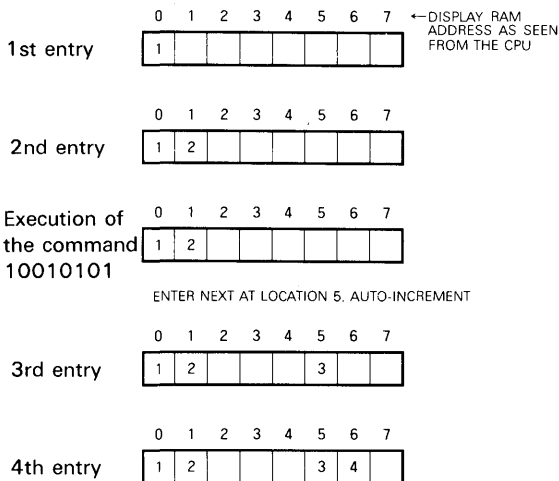 0 1 2 3 4 5 6 7 ←DISPLAY RAM
ADDRESS AS SEEN
FROM THE CPU
1st entry
1
0 1 2 3 4 5 6 7
2nd entry
1 2
0 1 2 3 4 5 6 7
Execution of
the command
10010101
1 2
ENTER NEXT AT LOCATION 5. AUTO-INCREMENT
0 1 2 3 4 5 6 7
3rd entry
1 2 3
0 1 2 3 4 5 6 7
4th entry
1 2 3 4